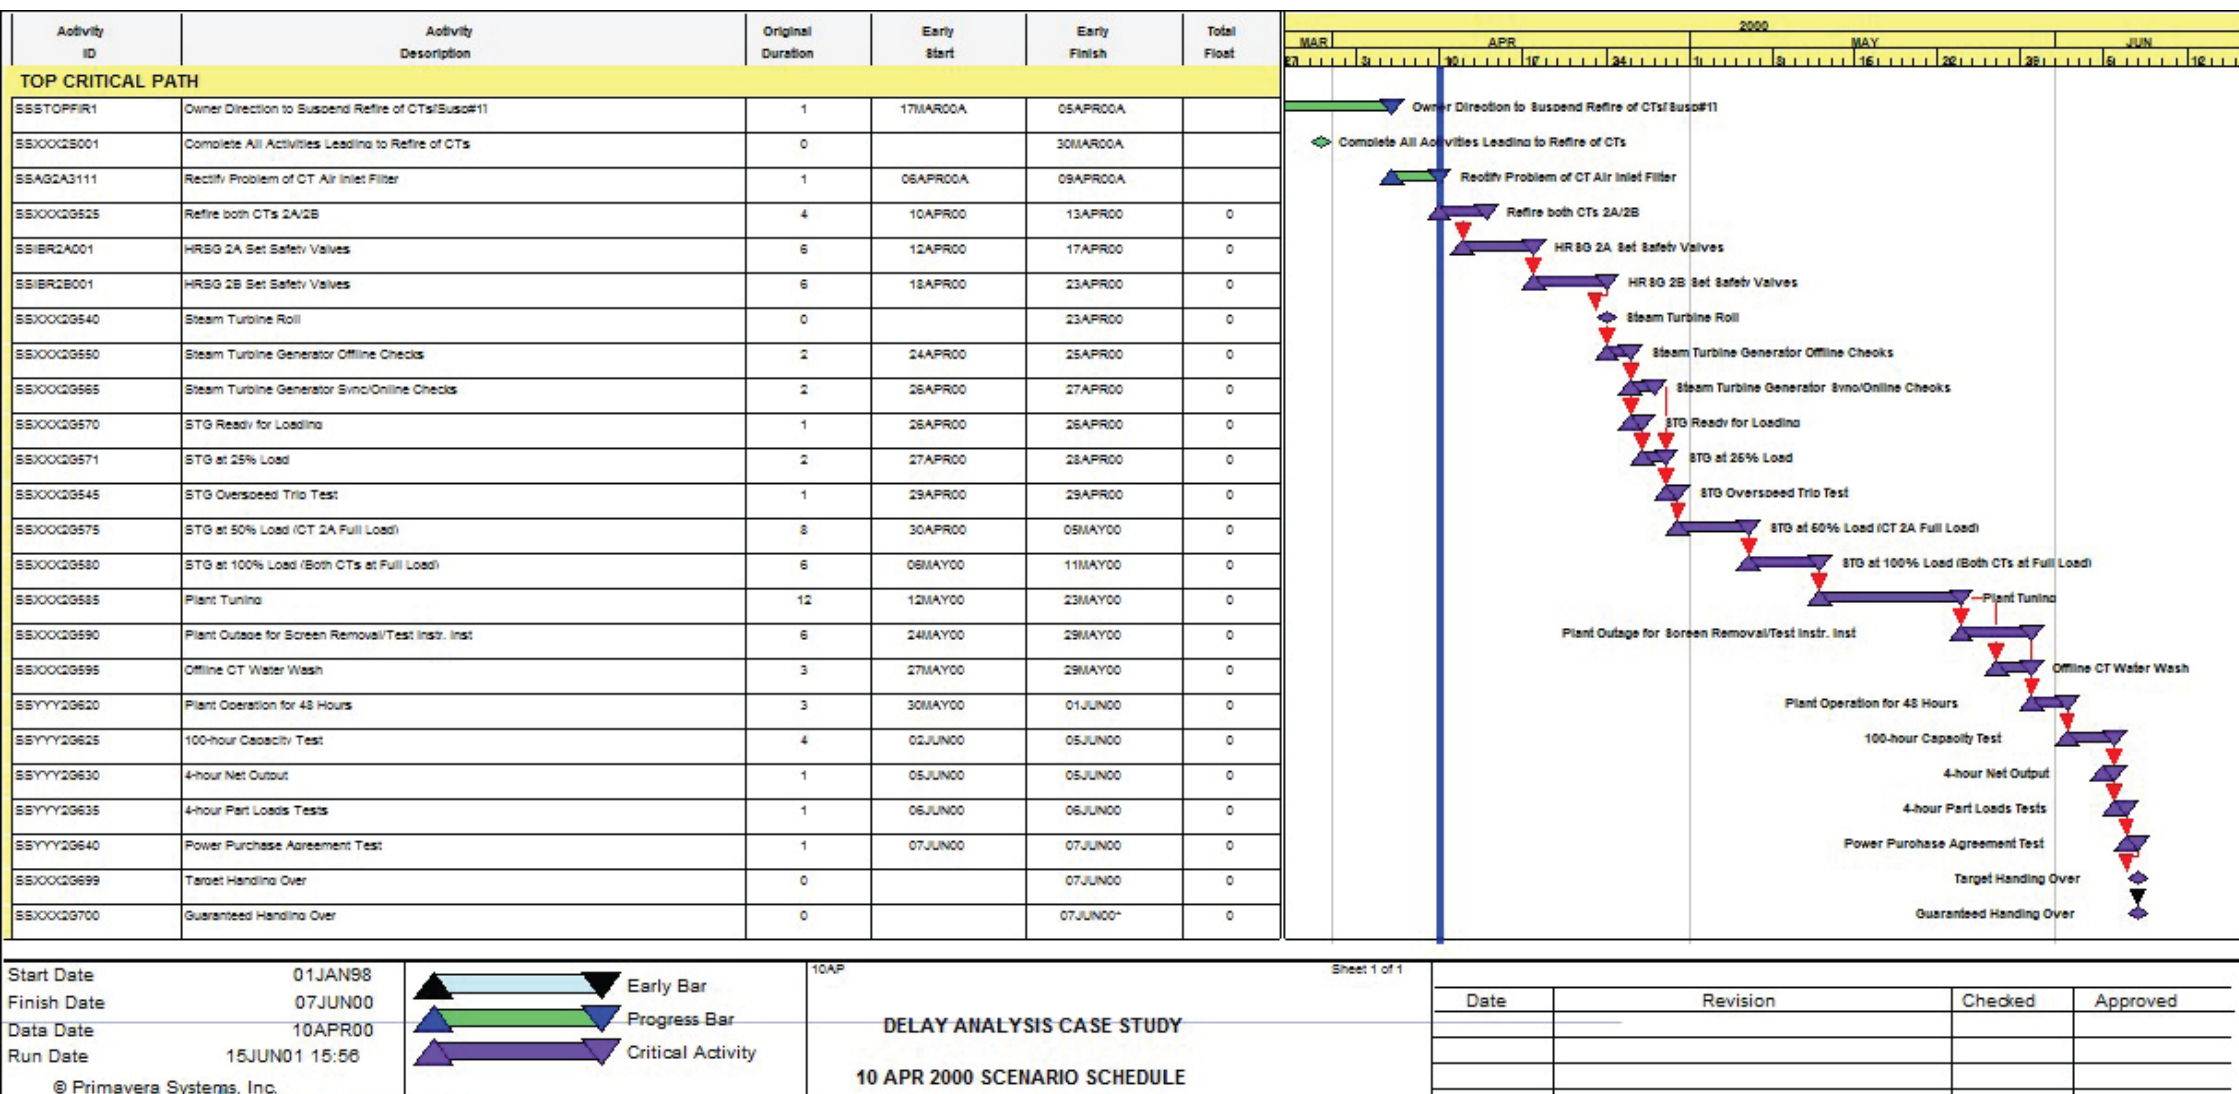 Activity ID Activity Description Original Duration Early Start Early Finish Total Float
2000
MAR APR MAY JUN
27 3 10 17 24 1 8 15 22 29 5 12
TOP CRITICAL PATH
SSSTOPFIR1 Owner Direction to Suspend Refire of CTs[Susp#1] 1 17MAR00A 05APR00A Owner Direction to Suspend Refire of CTs[Susp#1]
SSXXX2S001 Complete All Activities Leading to Refire of CTs 0 30MAR00A Complete All Activities Leading to Refire of CTs
SSAG2A3111 Rectify Problem of CT Air Inlet Filter 1 06APR00A 09APR00A Rectify Problem of CT Air Inlet Filter
SSXXX2G525 Refire both CTs 2A/2B 4 10APR00 13APR00 0 Refire both CTs 2A/2B
SSIBR2A001 HRSG 2A Set Safety Valves 6 12APR00 17APR00 0 HRSG 2A Set Safety Valves
SSIBR2B001 HRSG 2B Set Safety Valves 6 18APR00 23APR00 0 HRSG 2B Set Safety Valves
SSXXX2G540 Steam Turbine Roll 0 23APR00 0 Steam Turbine Roll
SSXXX2G550 Steam Turbine Generator Offline Checks 2 24APR00 25APR00 0 Steam Turbine Generator Offline Checks
SSXXX2G565 Steam Turbine Generator Sync/Online Checks 2 26APR00 27APR00 0 Steam Turbine Generator Sync/Online Checks
SSXXX2G570 STG Ready for Loading 1 26APR00 26APR00 0 STG Ready for Loading
SSXXX2G571 STG at 25% Load 2 27APR00 28APR00 0 STG at 25% Load
SSXXX2G545 STG Overspeed Trip Test 1 29APR00 29APR00 0 STG Overspeed Trip Test
SSXXX2G575 STG at 50% Load (CT 2A Full Load) 8 30APR00 05MAY00 0 STG at 50% Load (CT 2A Full Load)
SSXXX2G580 STG at 100% Load (Both CTs at Full Load) 6 06MAY00 11MAY00 0 STG at 100% Load (Both CTs at Full Load)
SSXXX2G585 Plant Tuning 12 12MAY00 23MAY00 0 Plant Tuning
SSXXX2G590 Plant Outage for Screen Removal/Test Instr. Inst 6 24MAY00 29MAY00 0 Plant Outage for Screen Removal/Test Instr. Inst
SSXXX2G595 Offline CT Water Wash 3 27MAY00 29MAY00 0 Offline CT Water Wash
SSYYY2G620 Plant Operation for 48 Hours 3 30MAY00 01JUN00 0 Plant Operation for 48 Hours
SSYYY2G625 100-hour Capacity Test 4 02JUN00 05JUN00 0 100-hour Capacity Test
SSYYY2G630 4-hour Net Output 1 05JUN00 05JUN00 0 4-hour Net Output
SSYYY2G635 4-hour Part Loads Tests 1 06JUN00 06JUN00 0 4-hour Part Loads Tests
SSYYY2G640 Power Purchase Agreement Test 1 07JUN00 07JUN00 0 Power Purchase Agreement Test
SSXXX2G699 Target Handing Over 0 07JUN00 0 Target Handing Over
SSXXX2G700 Guaranteed Handing Over 0 07JUN00* 0 Guaranteed Handing Over
Start Date 01JAN98
Finish Date 07JUN00
Data Date 10APR00
Run Date 15JUN01 15:56
© Primavera Systems, Inc.
Early Bar
Progress Bar
Critical Activity
10AP
Sheet 1 of 1
DELAY ANALYSIS CASE STUDY
10 APR 2000 SCENARIO SCHEDULE
Date Revision Checked Approved